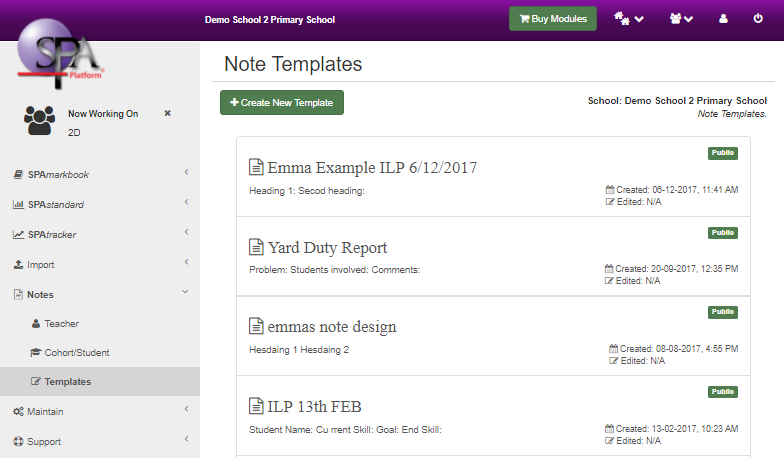 Demo School 2 Primary School
Buy Modules
SPA
Platform
Now Working On
2D
SPAmarkbook
SPAstandard
SPAtracker
Import
Notes
Teacher
Cohort/Student
Templates
Maintain
Support
Note Templates
Create New Template
School: Demo School 2 Primary School
Note Templates.
Public
Emma Example ILP 6/12/2017
Heading 1: Secod heading:
Created: 06-12-2017, 11:41 AM
Edited: N/A
Public
Yard Duty Report
Problem: Students involved: Comments:
Created: 20-09-2017, 12:35 PM
Edited: N/A
Public
emmas note design
Hesdaing 1 Hesdaing 2
Created: 08-08-2017, 4:55 PM
Edited: N/A
Public
ILP 13th FEB
Student Name: Cu rrent Skill: Goal: End Skill:
Created: 13-02-2017, 10:23 AM
Edited: N/A